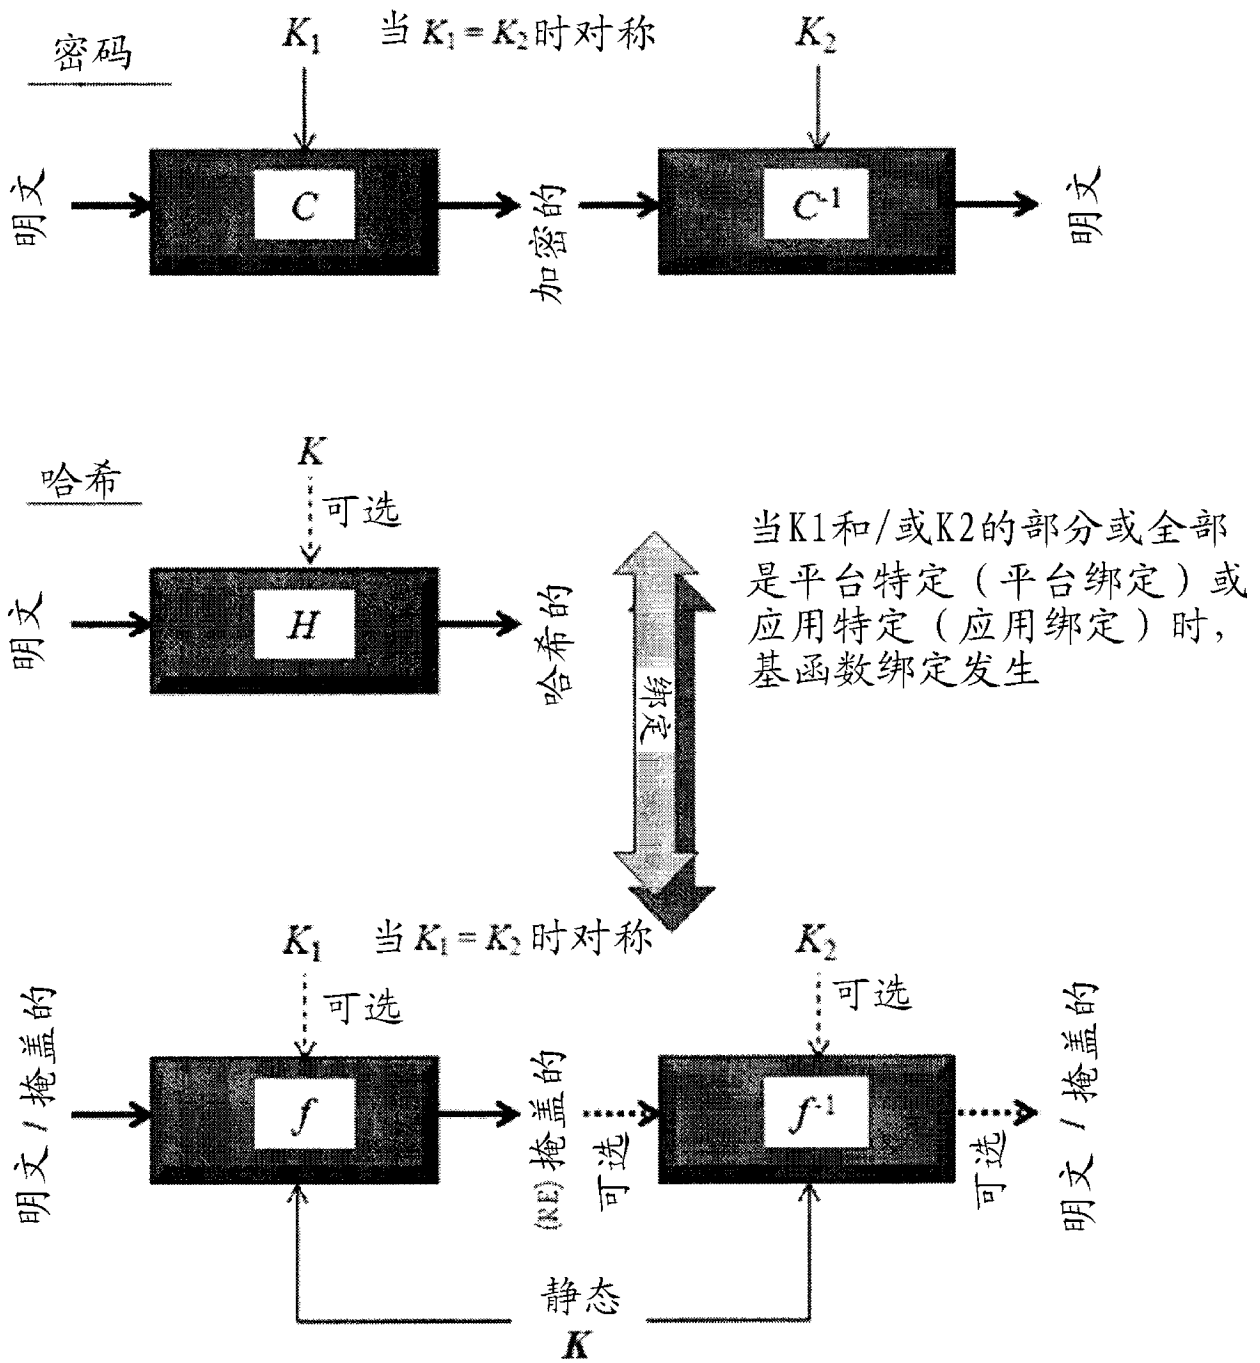 密码
K₁
当 K₁ = K₂ 时对称
K₂
明文
C
加密的
C⁻¹
明文
哈希
K
可选
明文
H
哈希的
绑定
当K1和/或K2的部分或全部
是平台特定（平台绑定）或
应用特定（应用绑定）时，
基函数绑定发生
K₁
当 K₁ = K₂ 时对称
K₂
可选
可选
明文 / 掩盖的
f
(RE) 掩盖的
可选
f⁻¹
可选
明文 / 掩盖的
静态
K